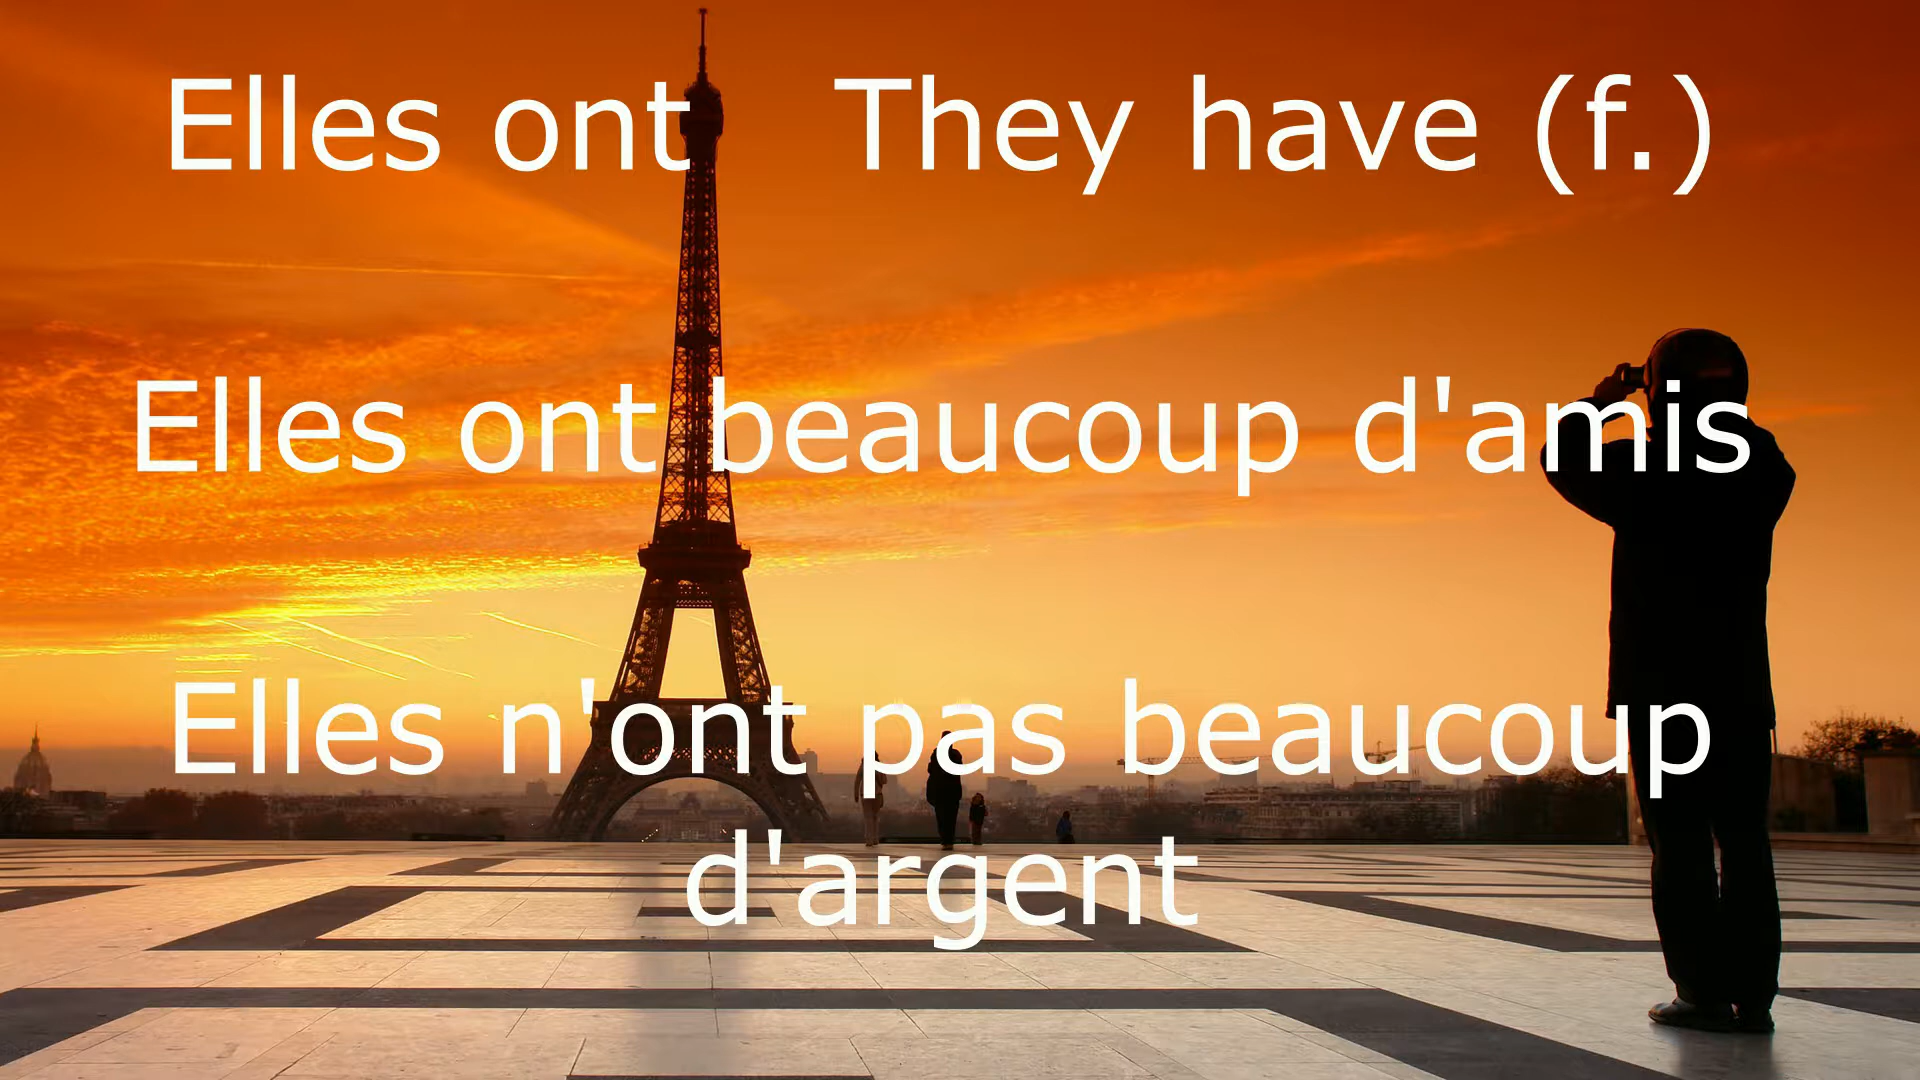 Elles ont They have (f.)
Elles ont beaucoup d'amis
Elles n'ont pas beaucoup
d'argent